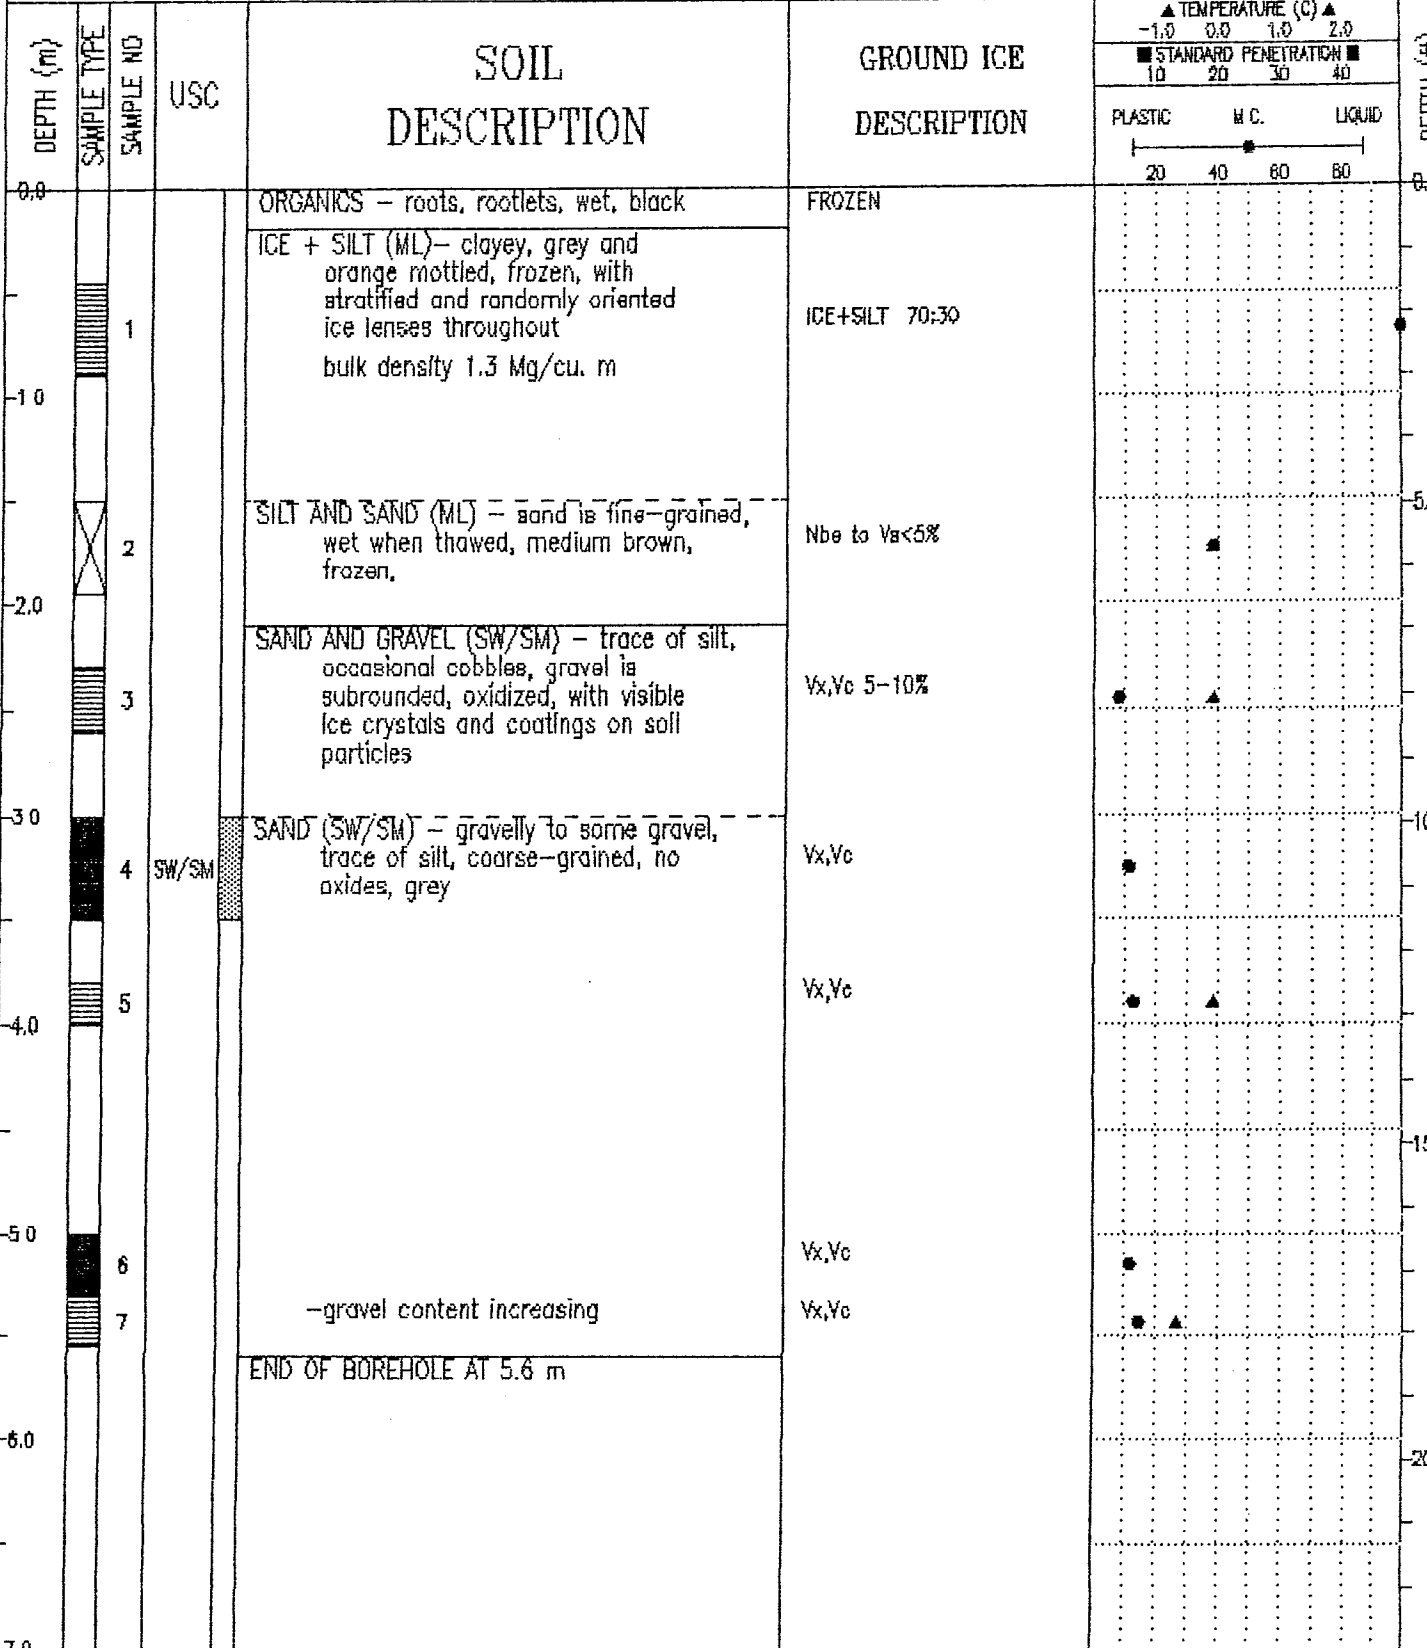 DEPTH (m)
SAMPLE TYPE
SAMPLE NO
USC
SOIL
DESCRIPTION
GROUND ICE
DESCRIPTION
▲ TEMPERATURE (C) ▲
-1.0 0.0 1.0 2.0
■ STANDARD PENETRATION ■
10 20 30 40
PLASTIC M C. LIQUID
20 40 60 80
0.0
ORGANICS – roots, rootlets, wet, black
FROZEN
ICE + SILT (ML)– clayey, grey and
orange mottled, frozen, with
stratified and randomly oriented
ice lenses throughout
1
ICE+SILT 70:30
bulk density 1.3 Mg/cu. m
-1 0
SILT AND SAND (ML) – sand is fine–grained,
wet when thawed, medium brown,
frozen.
2
Nbe to Vs<5%
-2.0
SAND AND GRAVEL (SW/SM) – trace of silt,
occasional cobbles, gravel is
subrounded, oxidized, with visible
ice crystals and coatings on soil
particles
3
Vx,Vc 5–10%
-3 0
SAND (SW/SM) – gravelly to some gravel,
trace of silt, coarse–grained, no
oxides, grey
4
SW/SM
Vx,Vc
5
Vx,Vc
-4.0
-5 0
6
Vx,Vc
–gravel content increasing
7
Vx,Vc
END OF BOREHOLE AT 5.6 m
-6.0